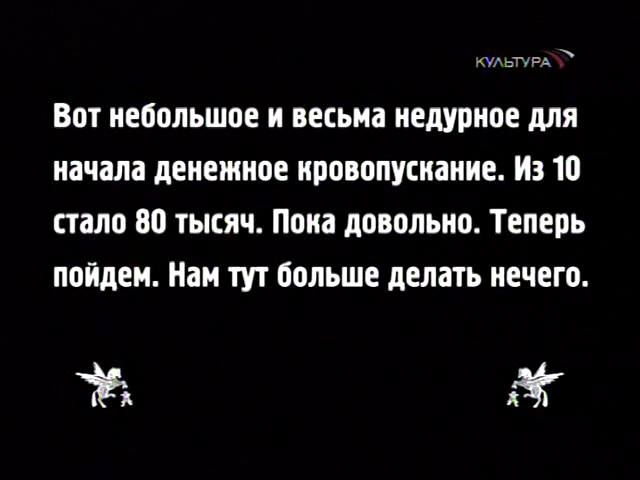 КУЛЬТУРА
Вот небольшое и весьма недурное для
начала денежное кровопускание. Из 10
стало 80 тысяч. Пока довольно. Теперь
пойдем. Нам тут больше делать нечего.